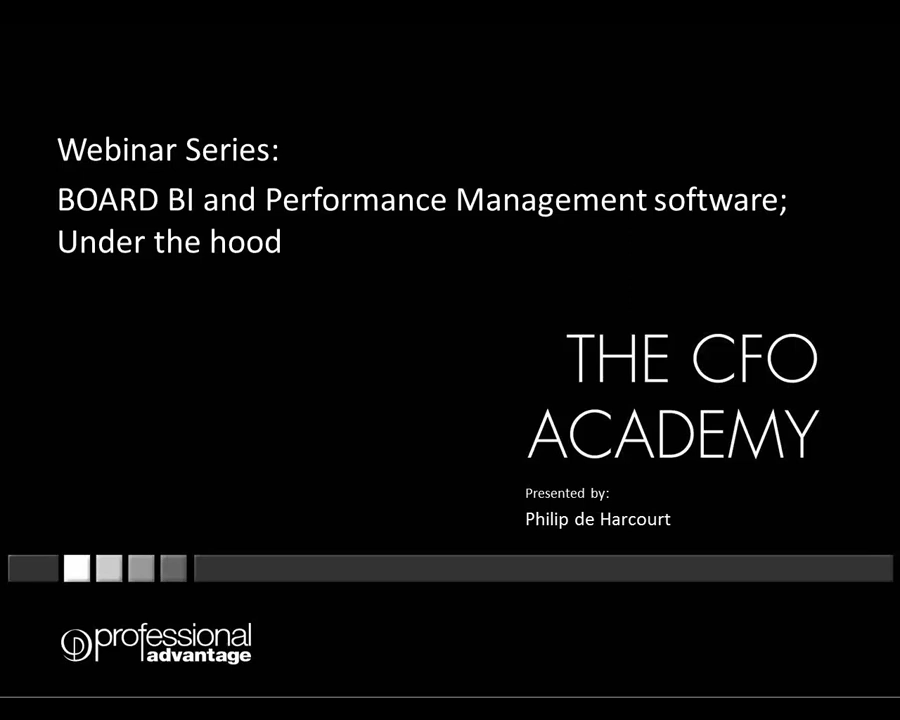 Webinar Series:
BOARD BI and Performance Management software;
Under the hood
THE CFO
ACADEMY
Presented by:
Philip de Harcourt
professional
advantage